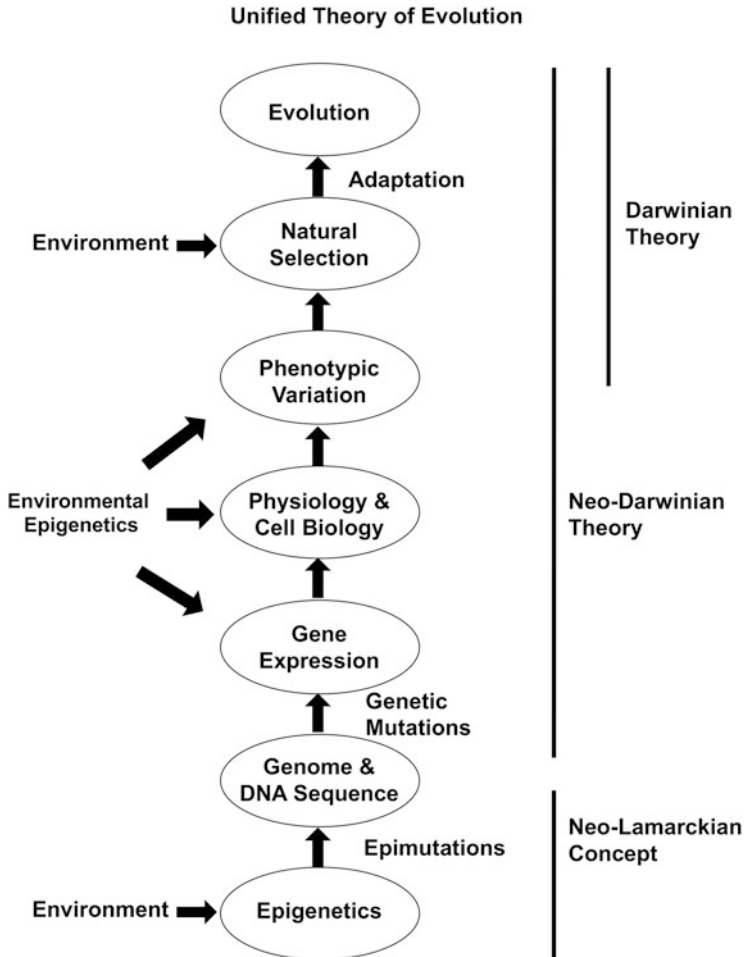 Unified Theory of Evolution
Evolution
Adaptation
Environment
Natural
Selection
Darwinian
Theory
Phenotypic
Variation
Environmental
Epigenetics
Physiology &
Cell Biology
Neo-Darwinian
Theory
Gene
Expression
Genetic
Mutations
Genome &
DNA Sequence
Epimutations
Neo-Lamarckian
Concept
Environment
Epigenetics